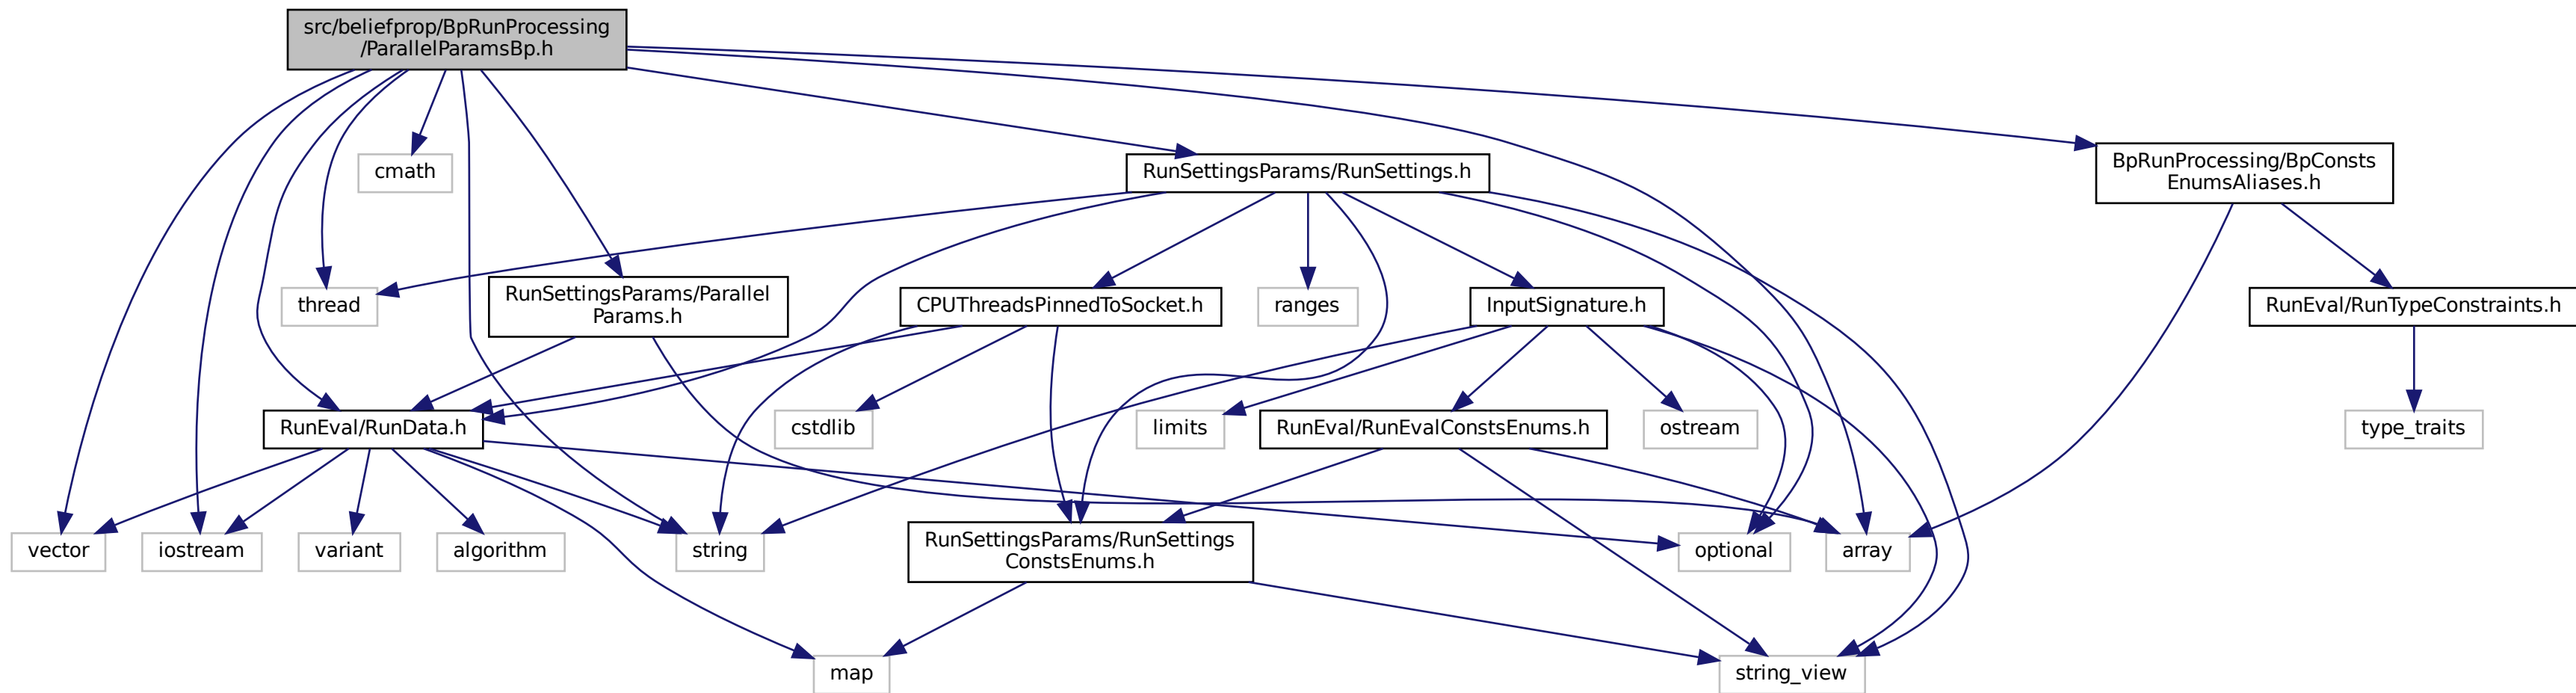 src/beliefprop/BpRunProcessing
/ParallelParamsBp.h
cmath
RunSettingsParams/RunSettings.h
BpRunProcessing/BpConsts
EnumsAliases.h
thread
RunSettingsParams/Parallel
Params.h
CPUThreadsPinnedToSocket.h
ranges
InputSignature.h
RunEval/RunTypeConstraints.h
RunEval/RunData.h
cstdlib
limits
RunEval/RunEvalConstsEnums.h
ostream
type_traits
vector
iostream
variant
algorithm
string
RunSettingsParams/RunSettings
ConstsEnums.h
optional
array
map
string_view